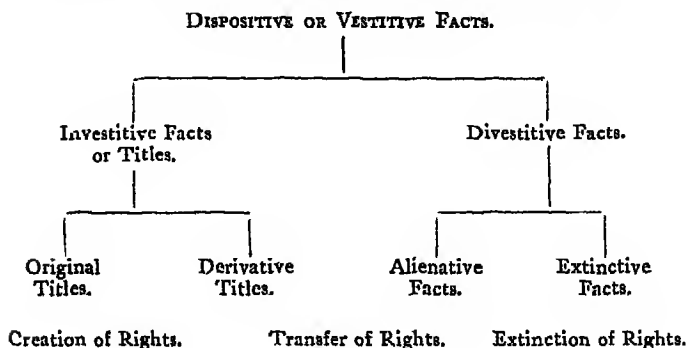 DISPOSITIVE OR VESTITIVE FACTS.
Investitive Facts Divestitive Facts.
or Titles.
Original Derivative Alienative Extinctive
Titles. Titles. Facts. Facts.
Creation of Rights. Transfer of Rights. Extinction of Rights.